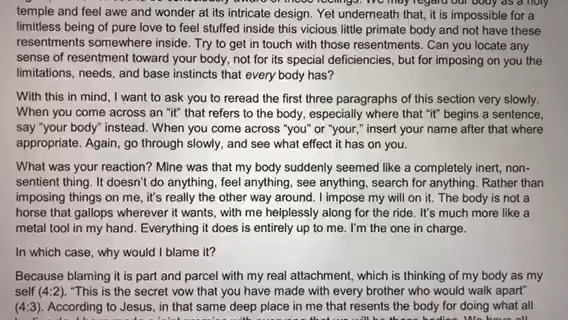 We may regard our body as a holy
temple and feel awe and wonder at its intricate design. Yet underneath that, it is impossible for a
limitless being of pure love to feel stuffed inside this vicious little primate body and not have these
resentments somewhere inside. Try to get in touch with those resentments. Can you locate any
sense of resentment toward your body, not for its special deficiencies, but for imposing on you the
limitations, needs, and base instincts that every body has?
With this in mind, I want to ask you to reread the first three paragraphs of this section very slowly.
When you come across an “it” that refers to the body, especially where that “it” begins a sentence,
say “your body” instead. When you come across “you” or “your,” insert your name after that where
appropriate. Again, go through slowly, and see what effect it has on you.
What was your reaction? Mine was that my body suddenly seemed like a completely inert, non-
sentient thing. It doesn’t do anything, feel anything, see anything, search for anything. Rather than
imposing things on me, it’s really the other way around. I impose my will on it. The body is not a
horse that gallops wherever it wants, with me helplessly along for the ride. It’s much more like a
metal tool in my hand. Everything it does is entirely up to me. I’m the one in charge.
In which case, why would I blame it?
Because blaming it is part and parcel with my real attachment, which is thinking of my body as my
self (4:2). “This is the secret vow that you have made with every brother who would walk apart”
(4:3). According to Jesus, in that same deep place in me that resents the body for doing what all